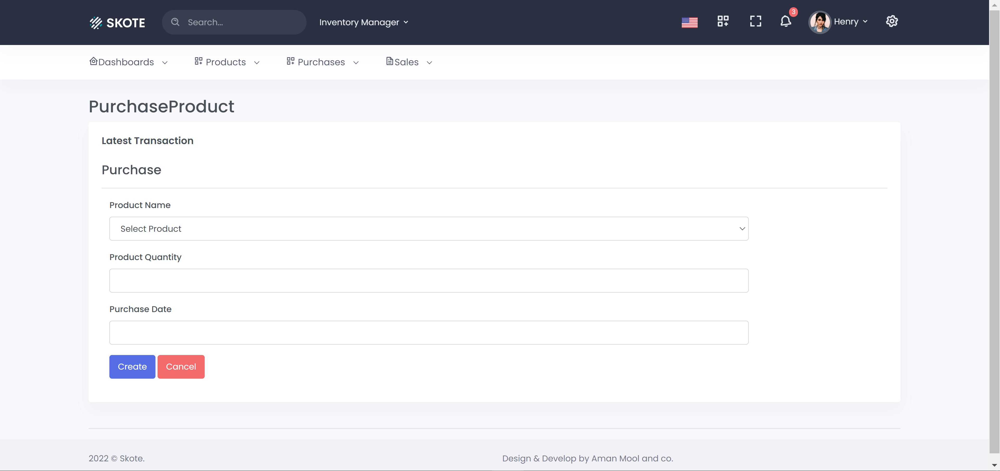 SKOTE Search... Inventory Manager 3 Henry
Dashboards Products Purchases Sales
PurchaseProduct
Latest Transaction
Purchase
Product Name
Select Product
Product Quantity
Purchase Date
Create Cancel
2022 © Skote. Design & Develop by Aman Mool and co.